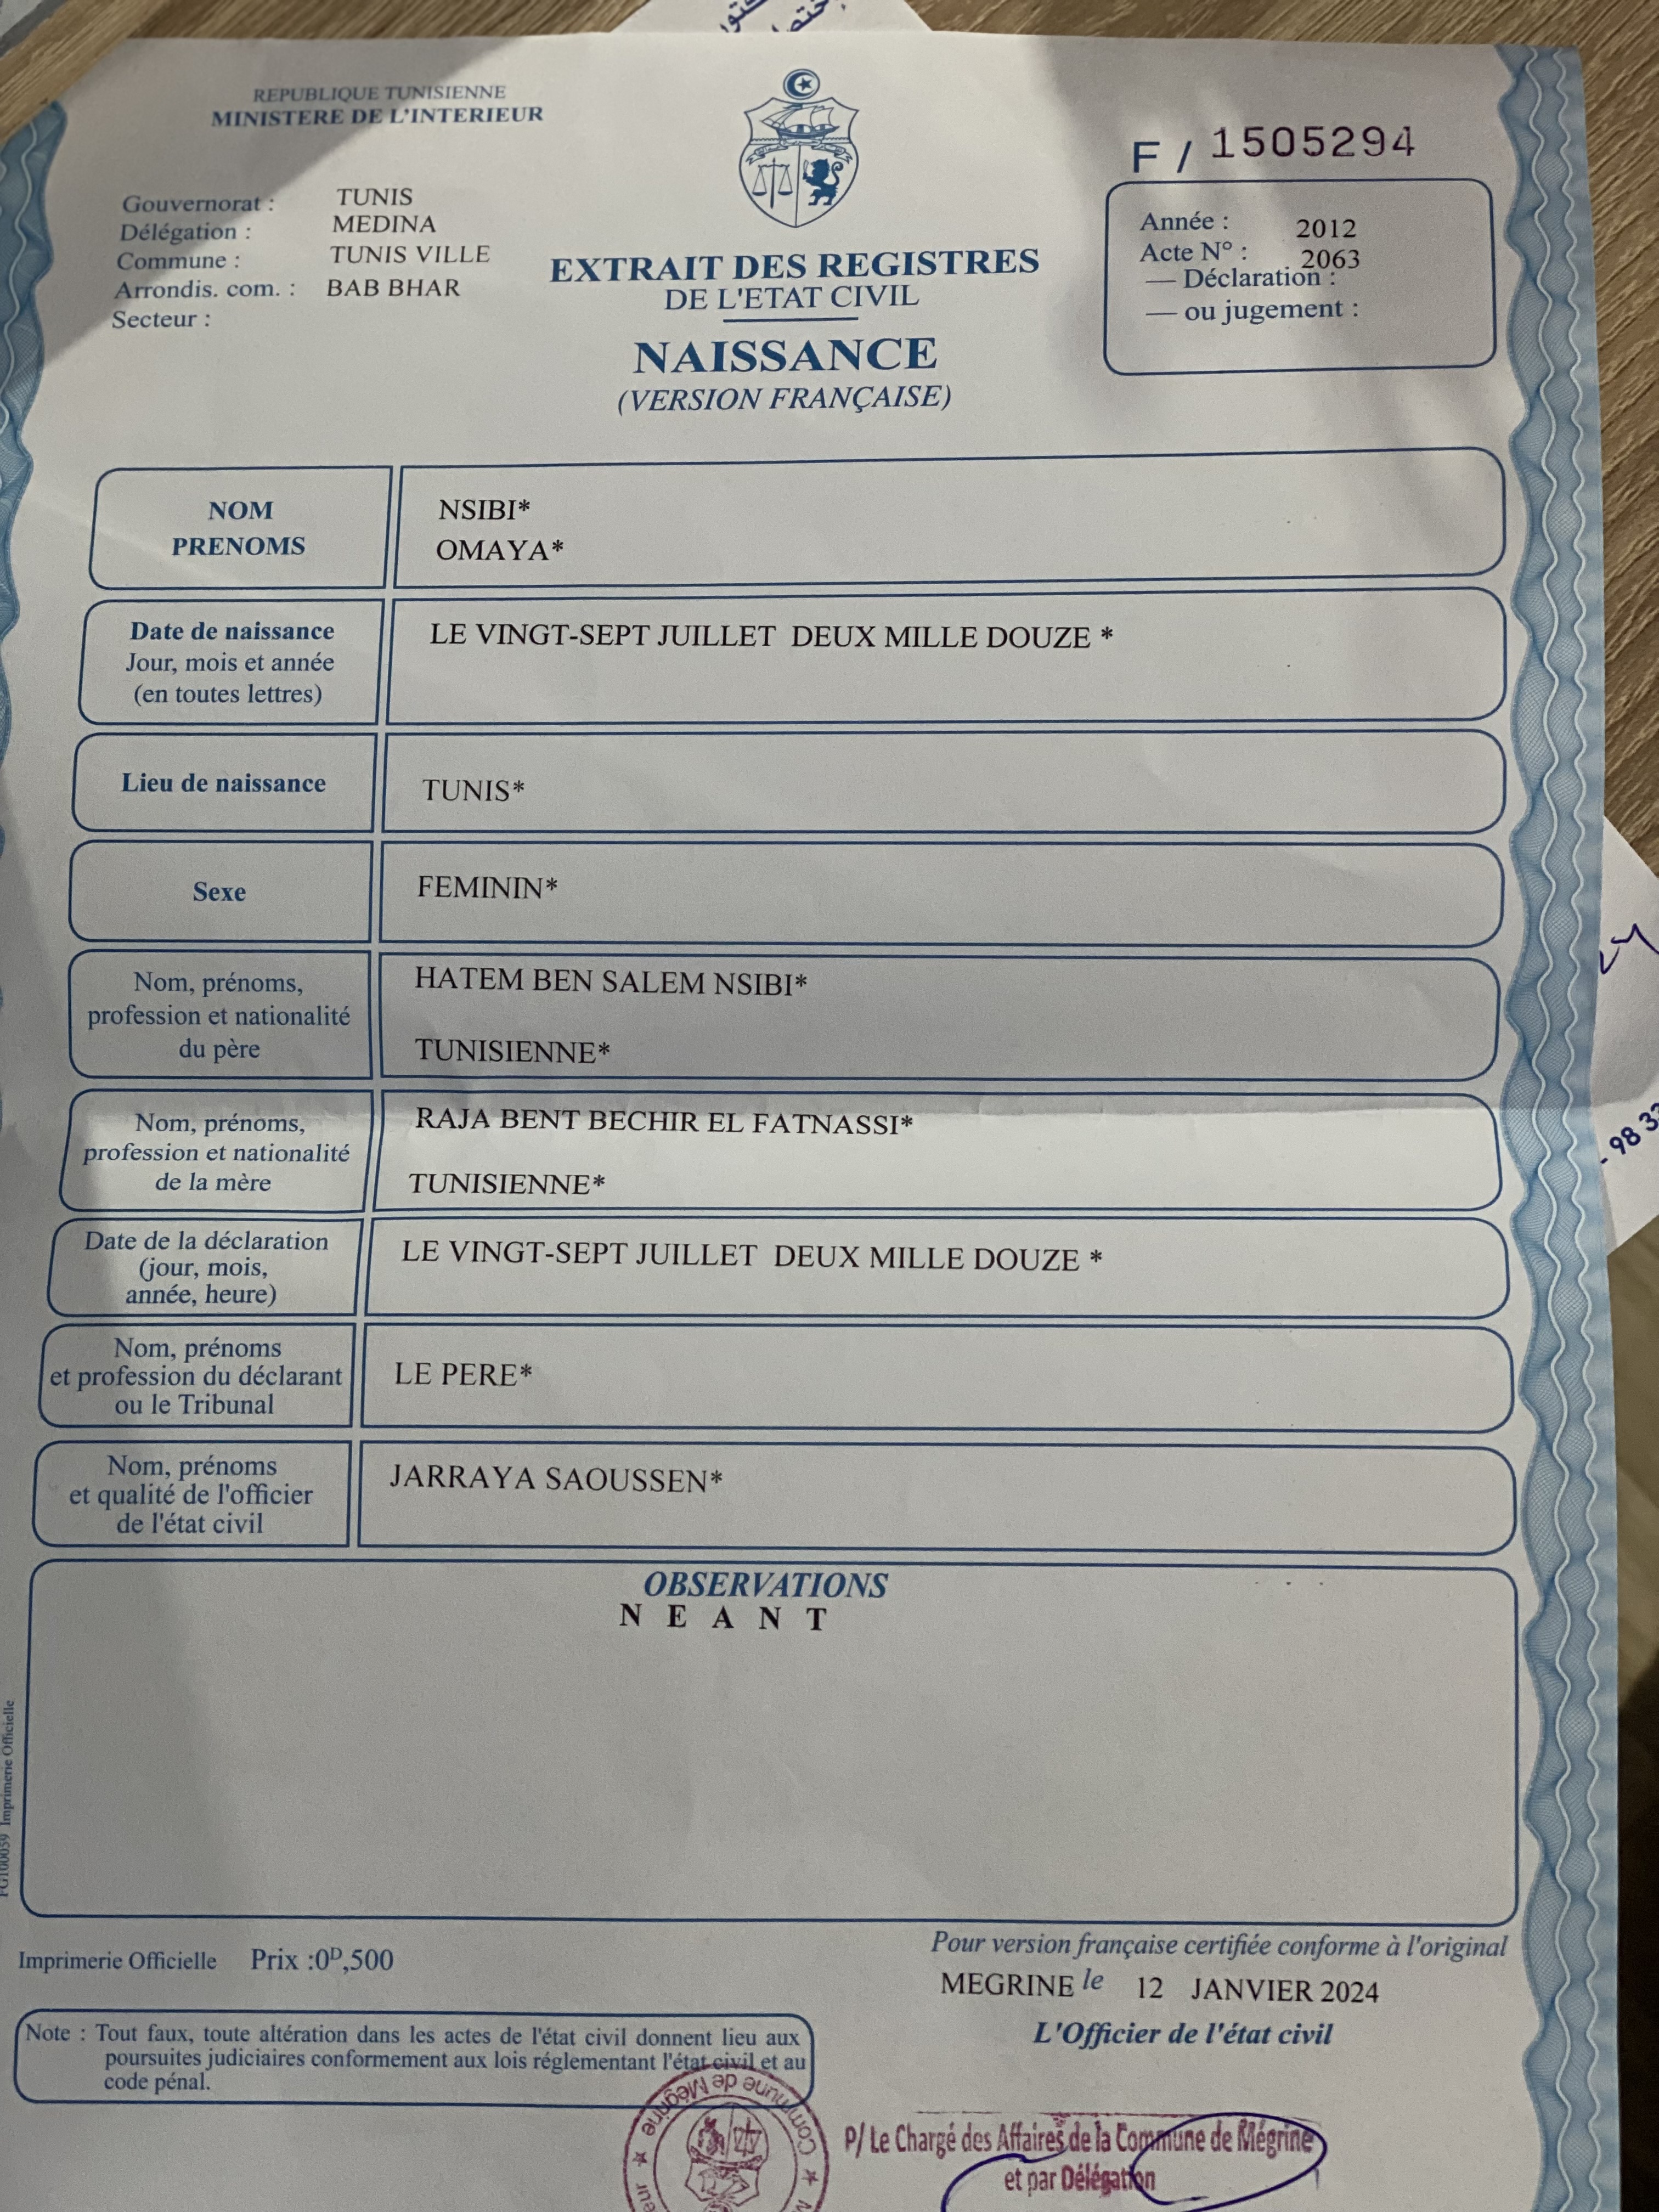 REPUBLIQUE TUNISIENNE
MINISTERE DE L'INTERIEUR
Gouvernorat : TUNIS
Délégation : MEDINA
Commune : TUNIS VILLE
Arrondis. com. : BAB BHAR
Secteur :
EXTRAIT DES REGISTRES
DE L'ETAT CIVIL
NAISSANCE
(VERSION FRANÇAISE)
F / 1505294
Année : 2012
Acte N° : 2063
— Déclaration :
— ou jugement :
NOM
PRENOMS
NSIBI*
OMAYA*
Date de naissance
Jour, mois et année
(en toutes lettres)
LE VINGT-SEPT JUILLET DEUX MILLE DOUZE *
Lieu de naissance
TUNIS*
Sexe
FEMININ*
Nom, prénoms,
profession et nationalité
du père
HATEM BEN SALEM NSIBI*
TUNISIENNE*
Nom, prénoms,
profession et nationalité
de la mère
RAJA BENT BECHIR EL FATNASSI*
TUNISIENNE*
Date de la déclaration
(jour, mois,
année, heure)
LE VINGT-SEPT JUILLET DEUX MILLE DOUZE *
Nom, prénoms
et profession du déclarant
ou le Tribunal
LE PERE*
Nom, prénoms
et qualité de l'officier
de l'état civil
JARRAYA SAOUSSEN*
OBSERVATIONS
N E A N T
FG100059 Imprimerie Officielle
Imprimerie Officielle Prix :0ᴰ,500
Pour version française certifiée conforme à l'original
MEGRINE le 12 JANVIER 2024
L'Officier de l'état civil
Note : Tout faux, toute altération dans les actes de l'état civil donnent lieu aux
poursuites judiciaires conformement aux lois réglementant l'état civil et au
code pénal.
Commune de Mégrine
P/ Le Chargé des Affaires de la Commune de Mégrine
et par Délégation
- 98 33